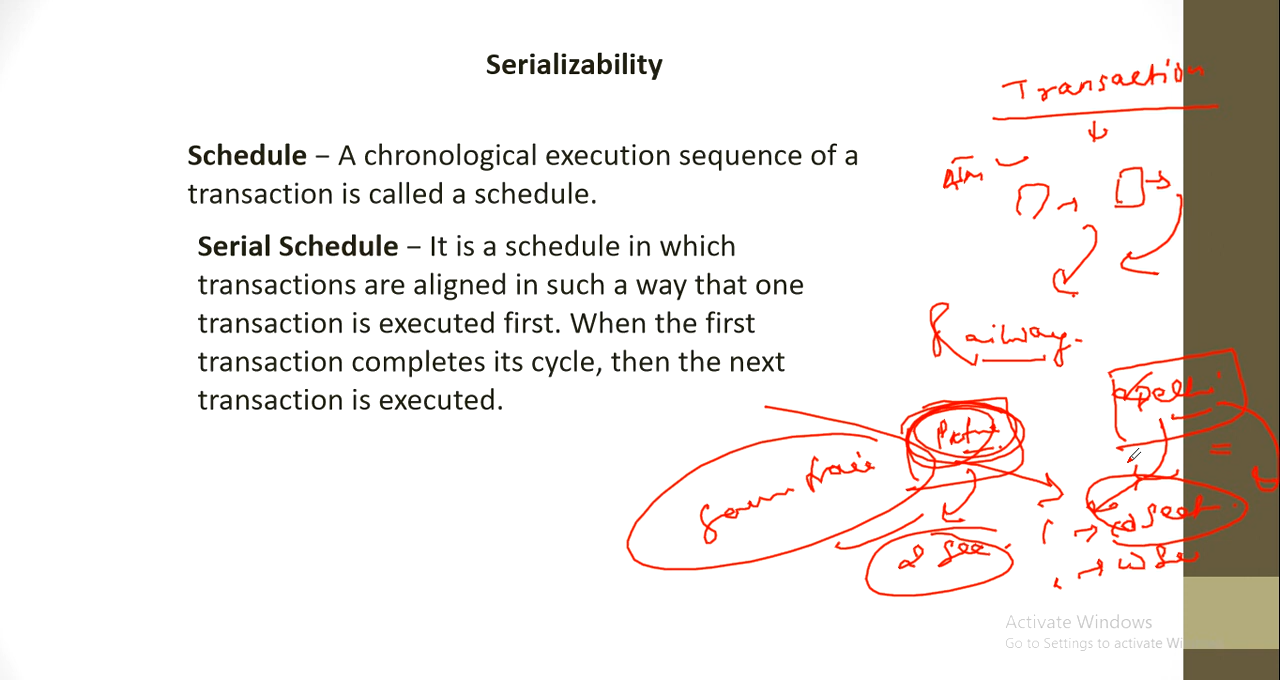 Serializability
Transaction
Schedule – A chronological execution sequence of a
transaction is called a schedule.
ATM
Serial Schedule – It is a schedule in which
transactions are aligned in such a way that one
transaction is executed first. When the first
transaction completes its cycle, then the next
transaction is executed.
Railway
Activate Windows
Go to Settings to activate